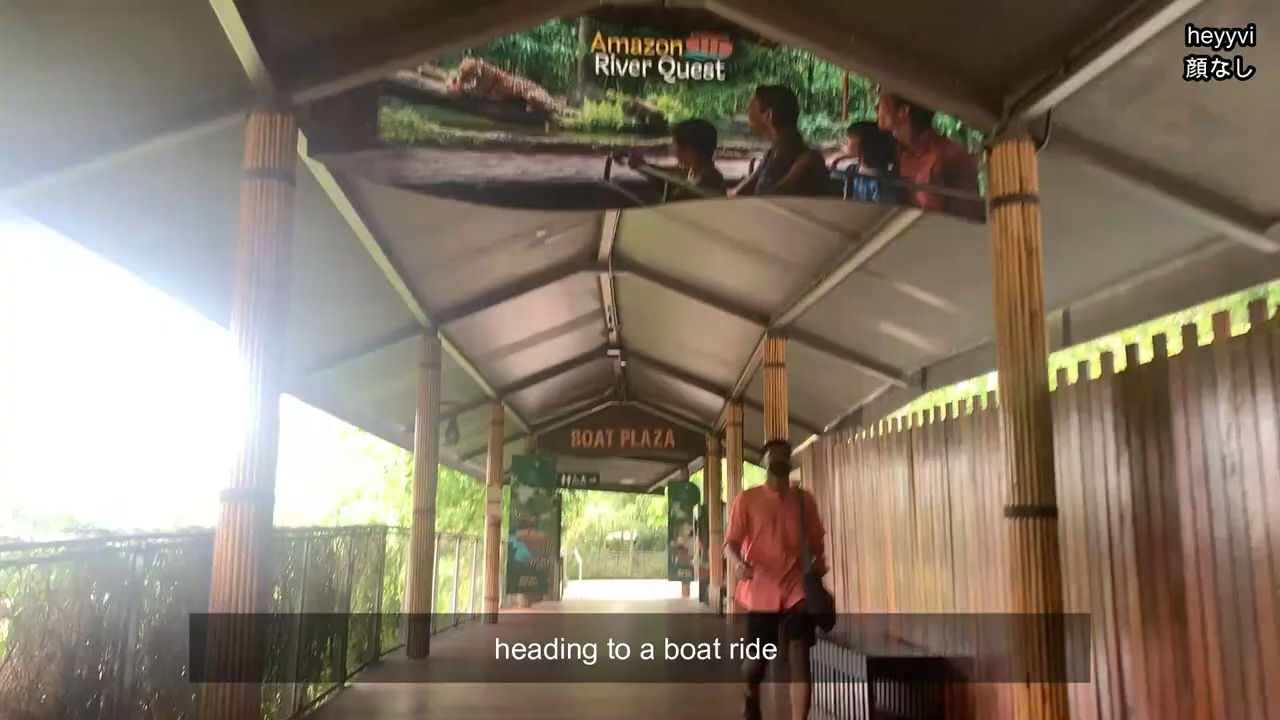 heyyvi
顔なし
Amazon
River Quest
BOAT PLAZA
heading to a boat ride